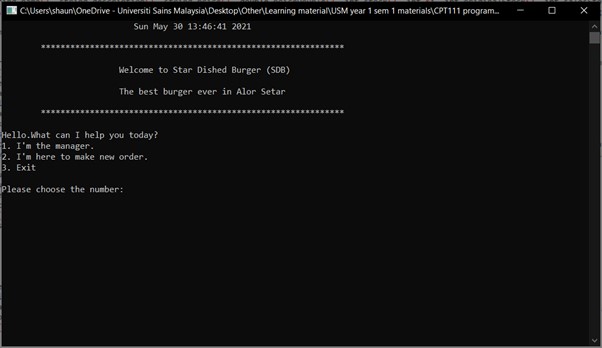 C:\Users\shaun\OneDrive - Universiti Sains Malaysia\Desktop\Other\Learning material\USM year 1 sem 1 materials\CPT111 program...
Sun May 30 13:46:41 2021
**************************************************************
Welcome to Star Dished Burger (SDB)
The best burger ever in Alor Setar
**************************************************************
Hello.What can I help you today?
1. I'm the manager.
2. I'm here to make new order.
3. Exit
Please choose the number: